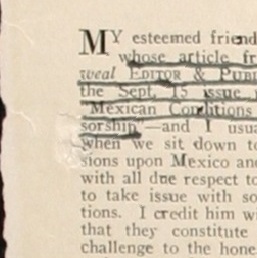 MY esteemed friend
whose article fr
weal EDITOR & PUBL
the Sept. 15 issue
"Mexican Conditions
sorship"—and I usua
when we sit down to
sions upon Mexico an
with all due respect to
to take issue with so
tions. I credit him wi
that they constitute
challenge to the hone